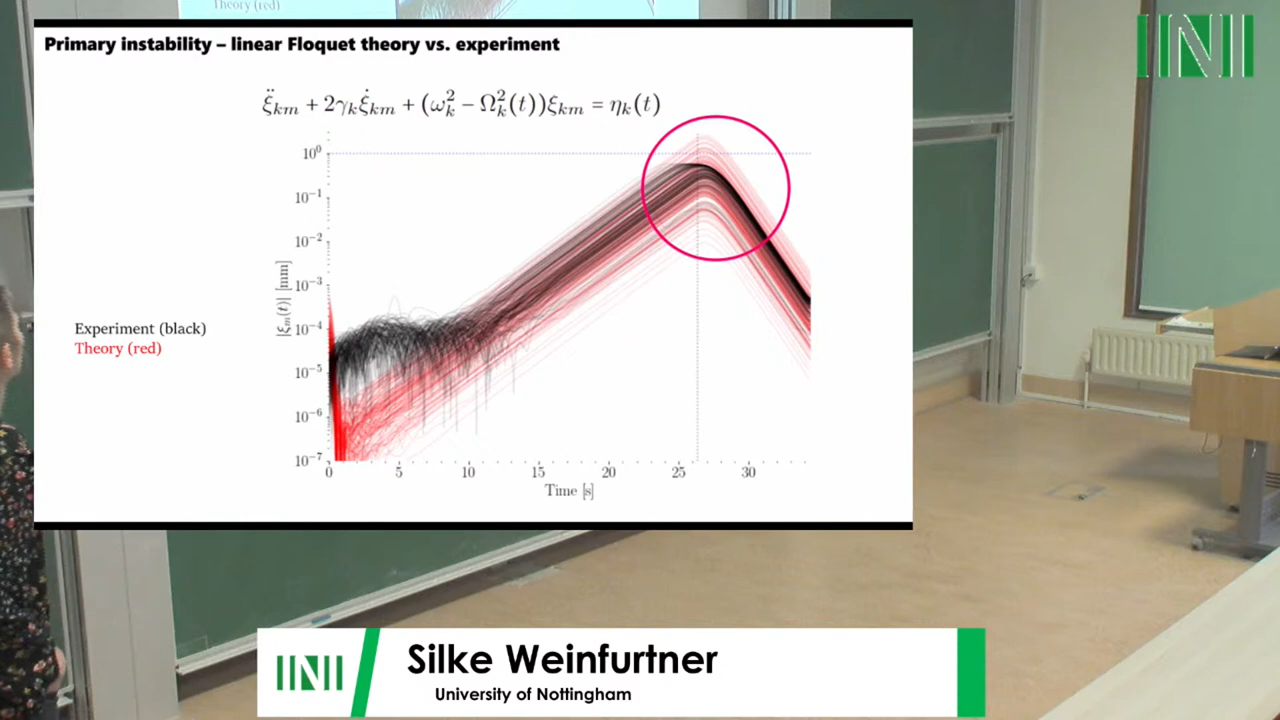 Theory (red)
Primary instability – linear Floquet theory vs. experiment
ξ̈ₖₘ + 2γₖξ̇ₖₘ + (ωₖ² − Ωₖ²(t))ξₖₘ = ηₖ(t)
10⁰
10⁻¹
10⁻²
10⁻³
10⁻⁴
10⁻⁵
10⁻⁶
10⁻⁷
|ξₘ(t)| [mm]
Experiment (black)
Theory (red)
0 5 10 15 20 25 30
Time [s]
INI
INI
Silke Weinfurtner
University of Nottingham